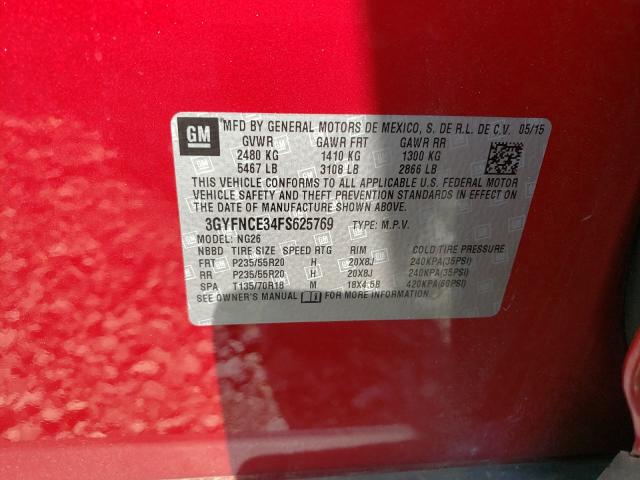 GM
MFD BY GENERAL MOTORS DE MEXICO, S. DE R.L. DE C.V. 05/15
GVWR GAWR FRT GAWR RR
2480 KG 1410 KG 1300 KG
5467 LB 3108 LB 2866 LB
THIS VEHICLE CONFORMS TO ALL APPLICABLE U.S. FEDERAL MOTOR
VEHICLE SAFETY AND THEFT PREVENTION STANDARDS IN EFFECT ON
THE DATE OF MANUFACTURE SHOWN ABOVE.
3GYFNCE34FS625769 TYPE: M.P.V.
MODEL: NG26
NBBD TIRE SIZE SPEED RTG RIM COLD TIRE PRESSURE
FRT P235/55R20 H 20X8J 240KPA(35PSI)
RR P235/55R20 H 20X8J 240KPA(35PSI)
SPA T135/70R18 M 18X4.5B 420KPA(60PSI)
SEE OWNER'S MANUAL FOR MORE INFORMATION.